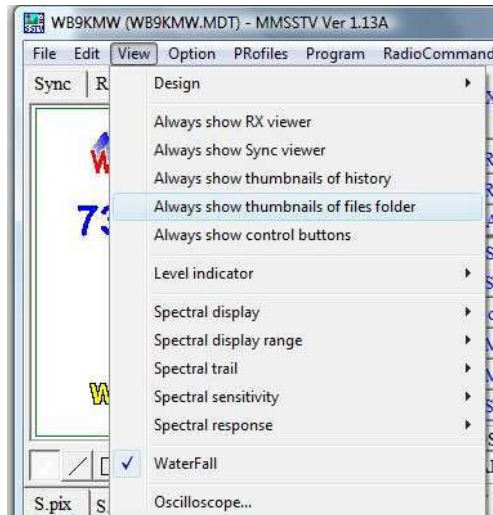 WB9KMW (WB9KMW.MDT) - MMSSTV Ver 1.13A
File Edit View Option PRofiles Program RadioCommand
Sync R
Design
Always show RX viewer
Always show Sync viewer
Always show thumbnails of history
73
Always show thumbnails of files folder
Always show control buttons
Level indicator
Spectral display
Spectral display range
Spectral trail
Spectral sensitivity
W
Spectral response
WaterFall
S.pix S.
Oscilloscope...